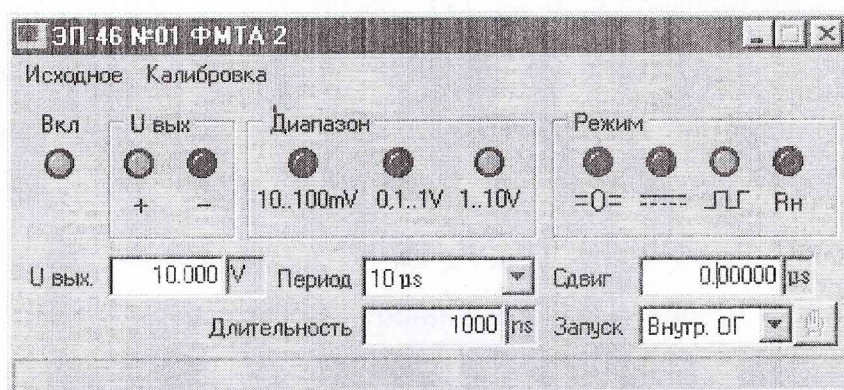 ЭП-46 №01 ФМТА 2
Исходное Калибровка
Вкл U вых Диапазон Режим
+ − 10..100mV 0,1..1V 1..10V =0= Rн
U вых. 10.000 V Период 10 µs Сдвиг 0.00000 µs
Длительность 1000 ns Запуск Внутр. ОГ